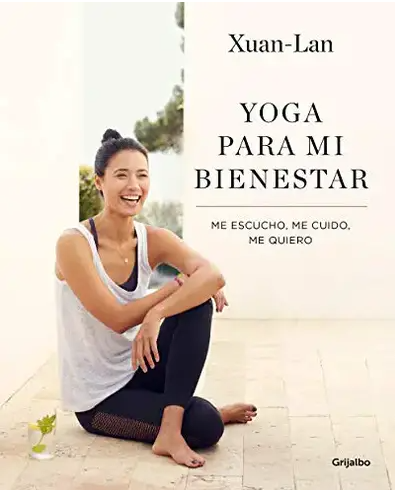 Xuan-Lan
YOGA
PARA MI
BIENESTAR
ME ESCUCHO, ME CUIDO,
ME QUIERO
Grijalbo